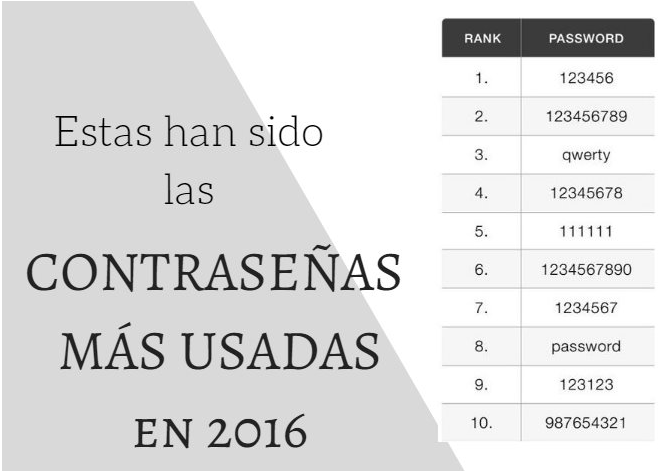 Estas han sido
las
CONTRASEÑAS
MÁS USADAS
EN 2016
RANK PASSWORD
1. 123456
2. 123456789
3. qwerty
4. 12345678
5. 111111
6. 1234567890
7. 1234567
8. password
9. 123123
10. 987654321